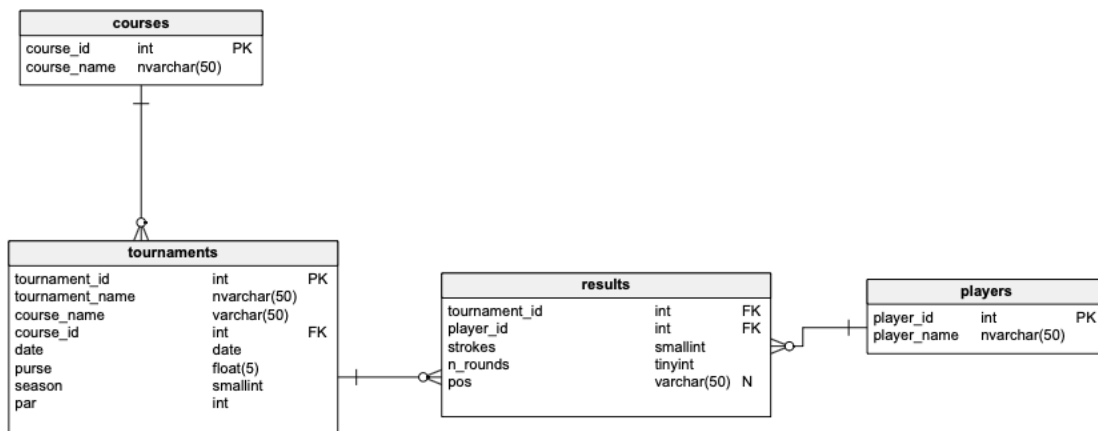 courses
course_id int PK
course_name nvarchar(50)
tournaments
tournament_id int PK
tournament_name nvarchar(50)
course_name varchar(50)
course_id int FK
date date
purse float(5)
season smallint
par int
results
tournament_id int FK
player_id int FK
strokes smallint
n_rounds tinyint
pos varchar(50) N
players
player_id int PK
player_name nvarchar(50)